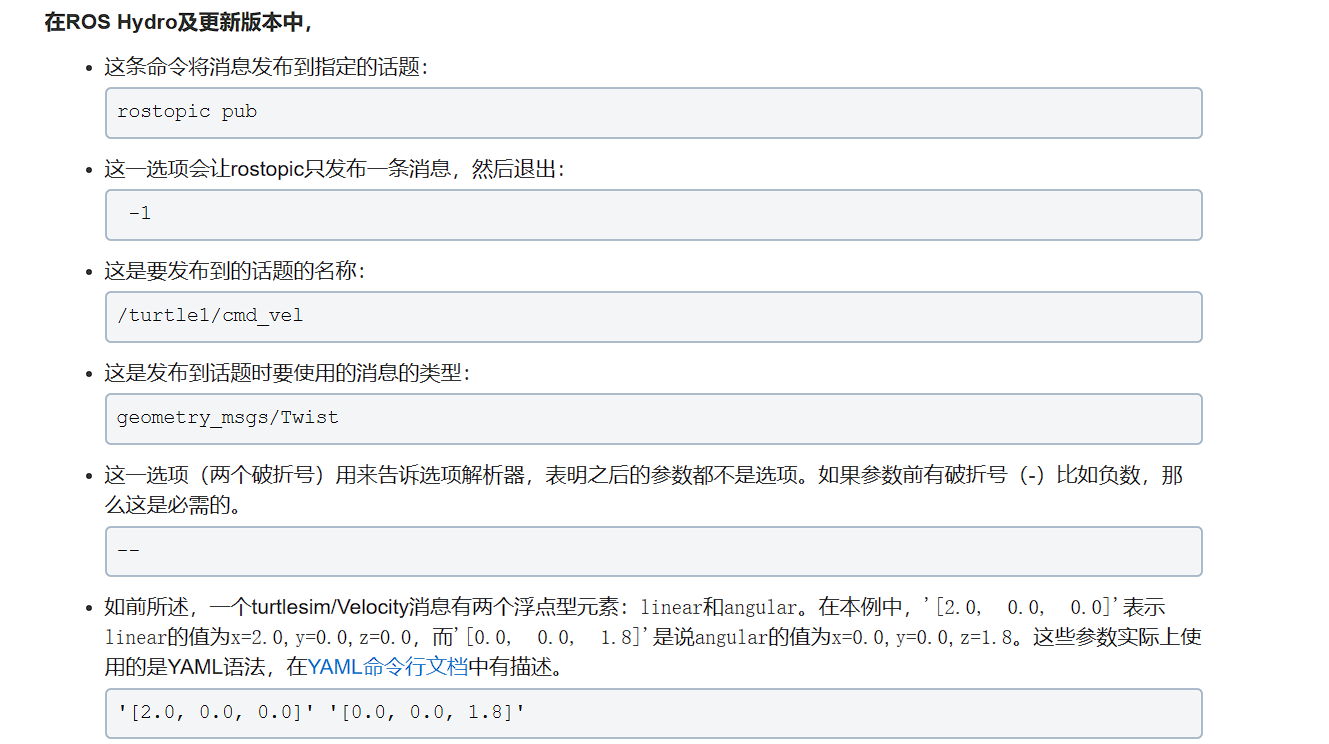 在ROS Hydro及更新版本中，
• 这条命令将消息发布到指定的话题：
rostopic pub
• 这一选项会让rostopic只发布一条消息，然后退出：
-1
• 这是要发布到的话题的名称：
/turtle1/cmd_vel
• 这是发布到话题时要使用的消息的类型：
geometry_msgs/Twist
• 这一选项（两个破折号）用来告诉选项解析器，表明之后的参数都不是选项。如果参数前有破折号（-）比如负数，那
么这是必需的。
--
• 如前所述，一个turtlesim/Velocity消息有两个浮点型元素：linear和angular。在本例中，'[2.0, 0.0, 0.0]'表示
linear的值为x=2.0,y=0.0,z=0.0，而'[0.0, 0.0, 1.8]'是说angular的值为x=0.0,y=0.0,z=1.8。这些参数实际上使
用的是YAML语法，在YAML命令行文档中有描述。
'[2.0, 0.0, 0.0]' '[0.0, 0.0, 1.8]'